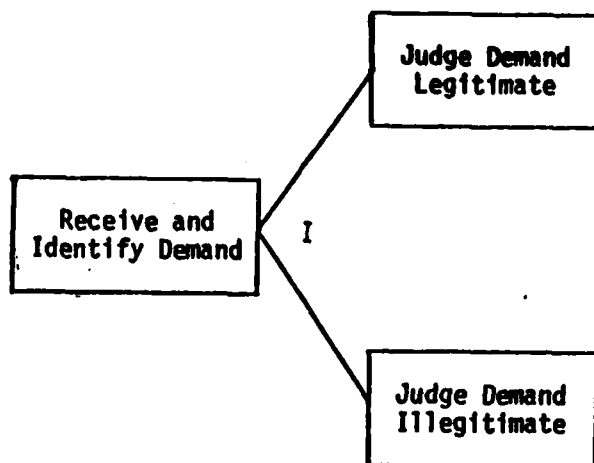 Judge Demand
Legitimate
Receive and
Identify Demand
I
Judge Demand
Illegitimate